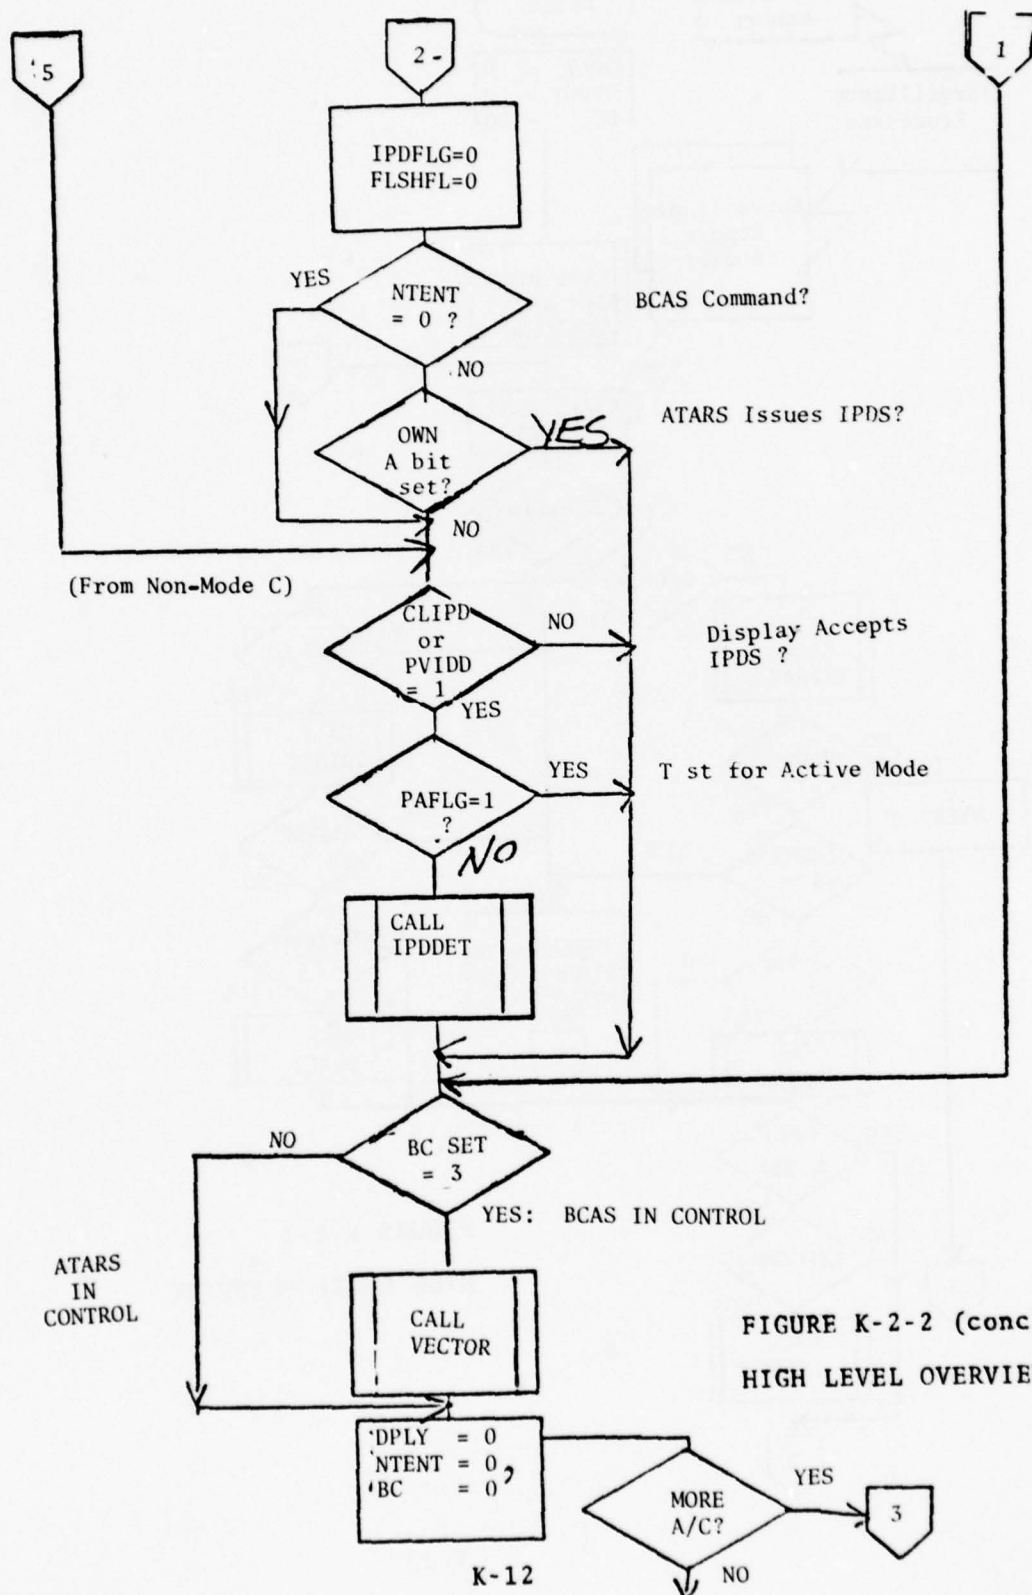 5
2
1
IPDFLG=0
FLSHFL=0
YES
NTENT
= 0 ?
BCAS Command?
NO
OWN
A bit
set?
YES
ATARS Issues IPDS?
NO
(From Non-Mode C)
CLIPD
or
PVIDD
= 1
NO
Display Accepts
IPDS ?
YES
PAFLG=1
?
YES
T st for Active Mode
NO
CALL
IPDDET
NO
BC SET
= 3
YES: BCAS IN CONTROL
ATARS
IN
CONTROL
CALL
VECTOR
FIGURE K-2-2 (conc
HIGH LEVEL OVERVIE
DPLY = 0
NTENT = 0,
BC = 0
MORE
A/C?
YES
3
NO
K-12